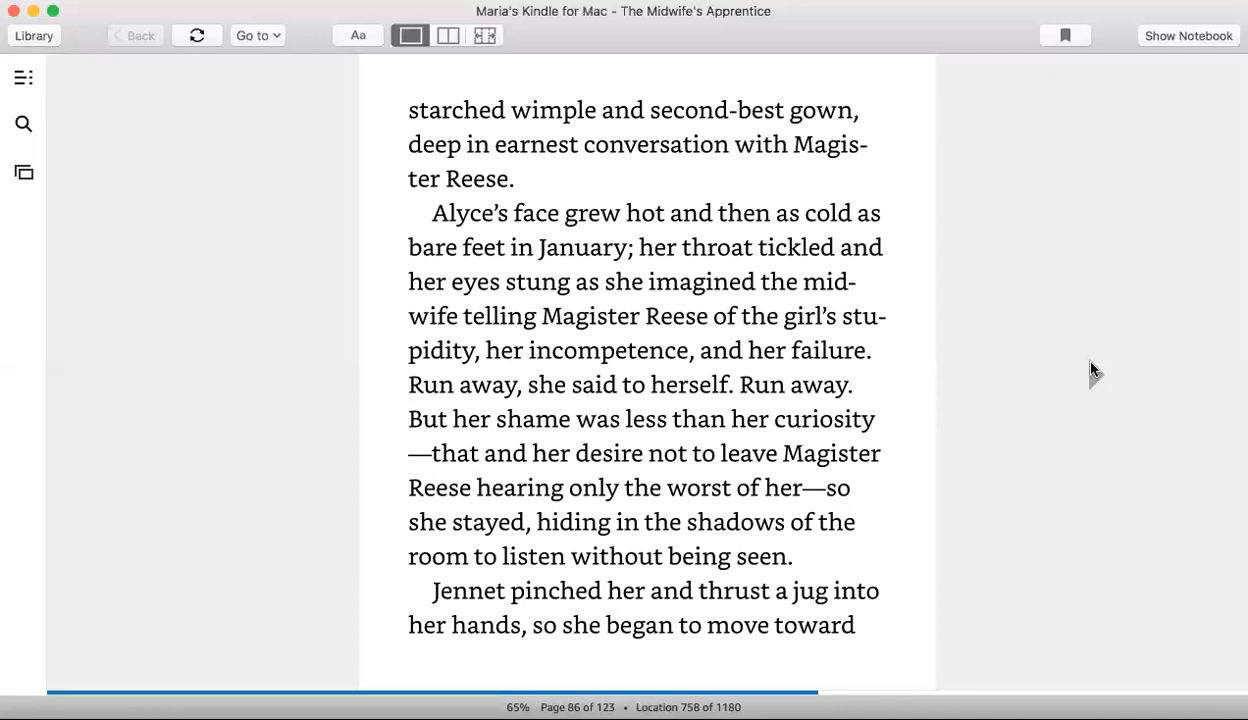 Maria's Kindle for Mac - The Midwife's Apprentice
Library
Back
Go to
Aa
Show Notebook
starched wimple and second-best gown,
deep in earnest conversation with Magis-
ter Reese.
Alyce’s face grew hot and then as cold as
bare feet in January; her throat tickled and
her eyes stung as she imagined the mid-
wife telling Magister Reese of the girl’s stu-
pidity, her incompetence, and her failure.
Run away, she said to herself. Run away.
But her shame was less than her curiosity
—that and her desire not to leave Magister
Reese hearing only the worst of her—so
she stayed, hiding in the shadows of the
room to listen without being seen.
Jennet pinched her and thrust a jug into
her hands, so she began to move toward
65% Page 86 of 123 • Location 758 of 1180